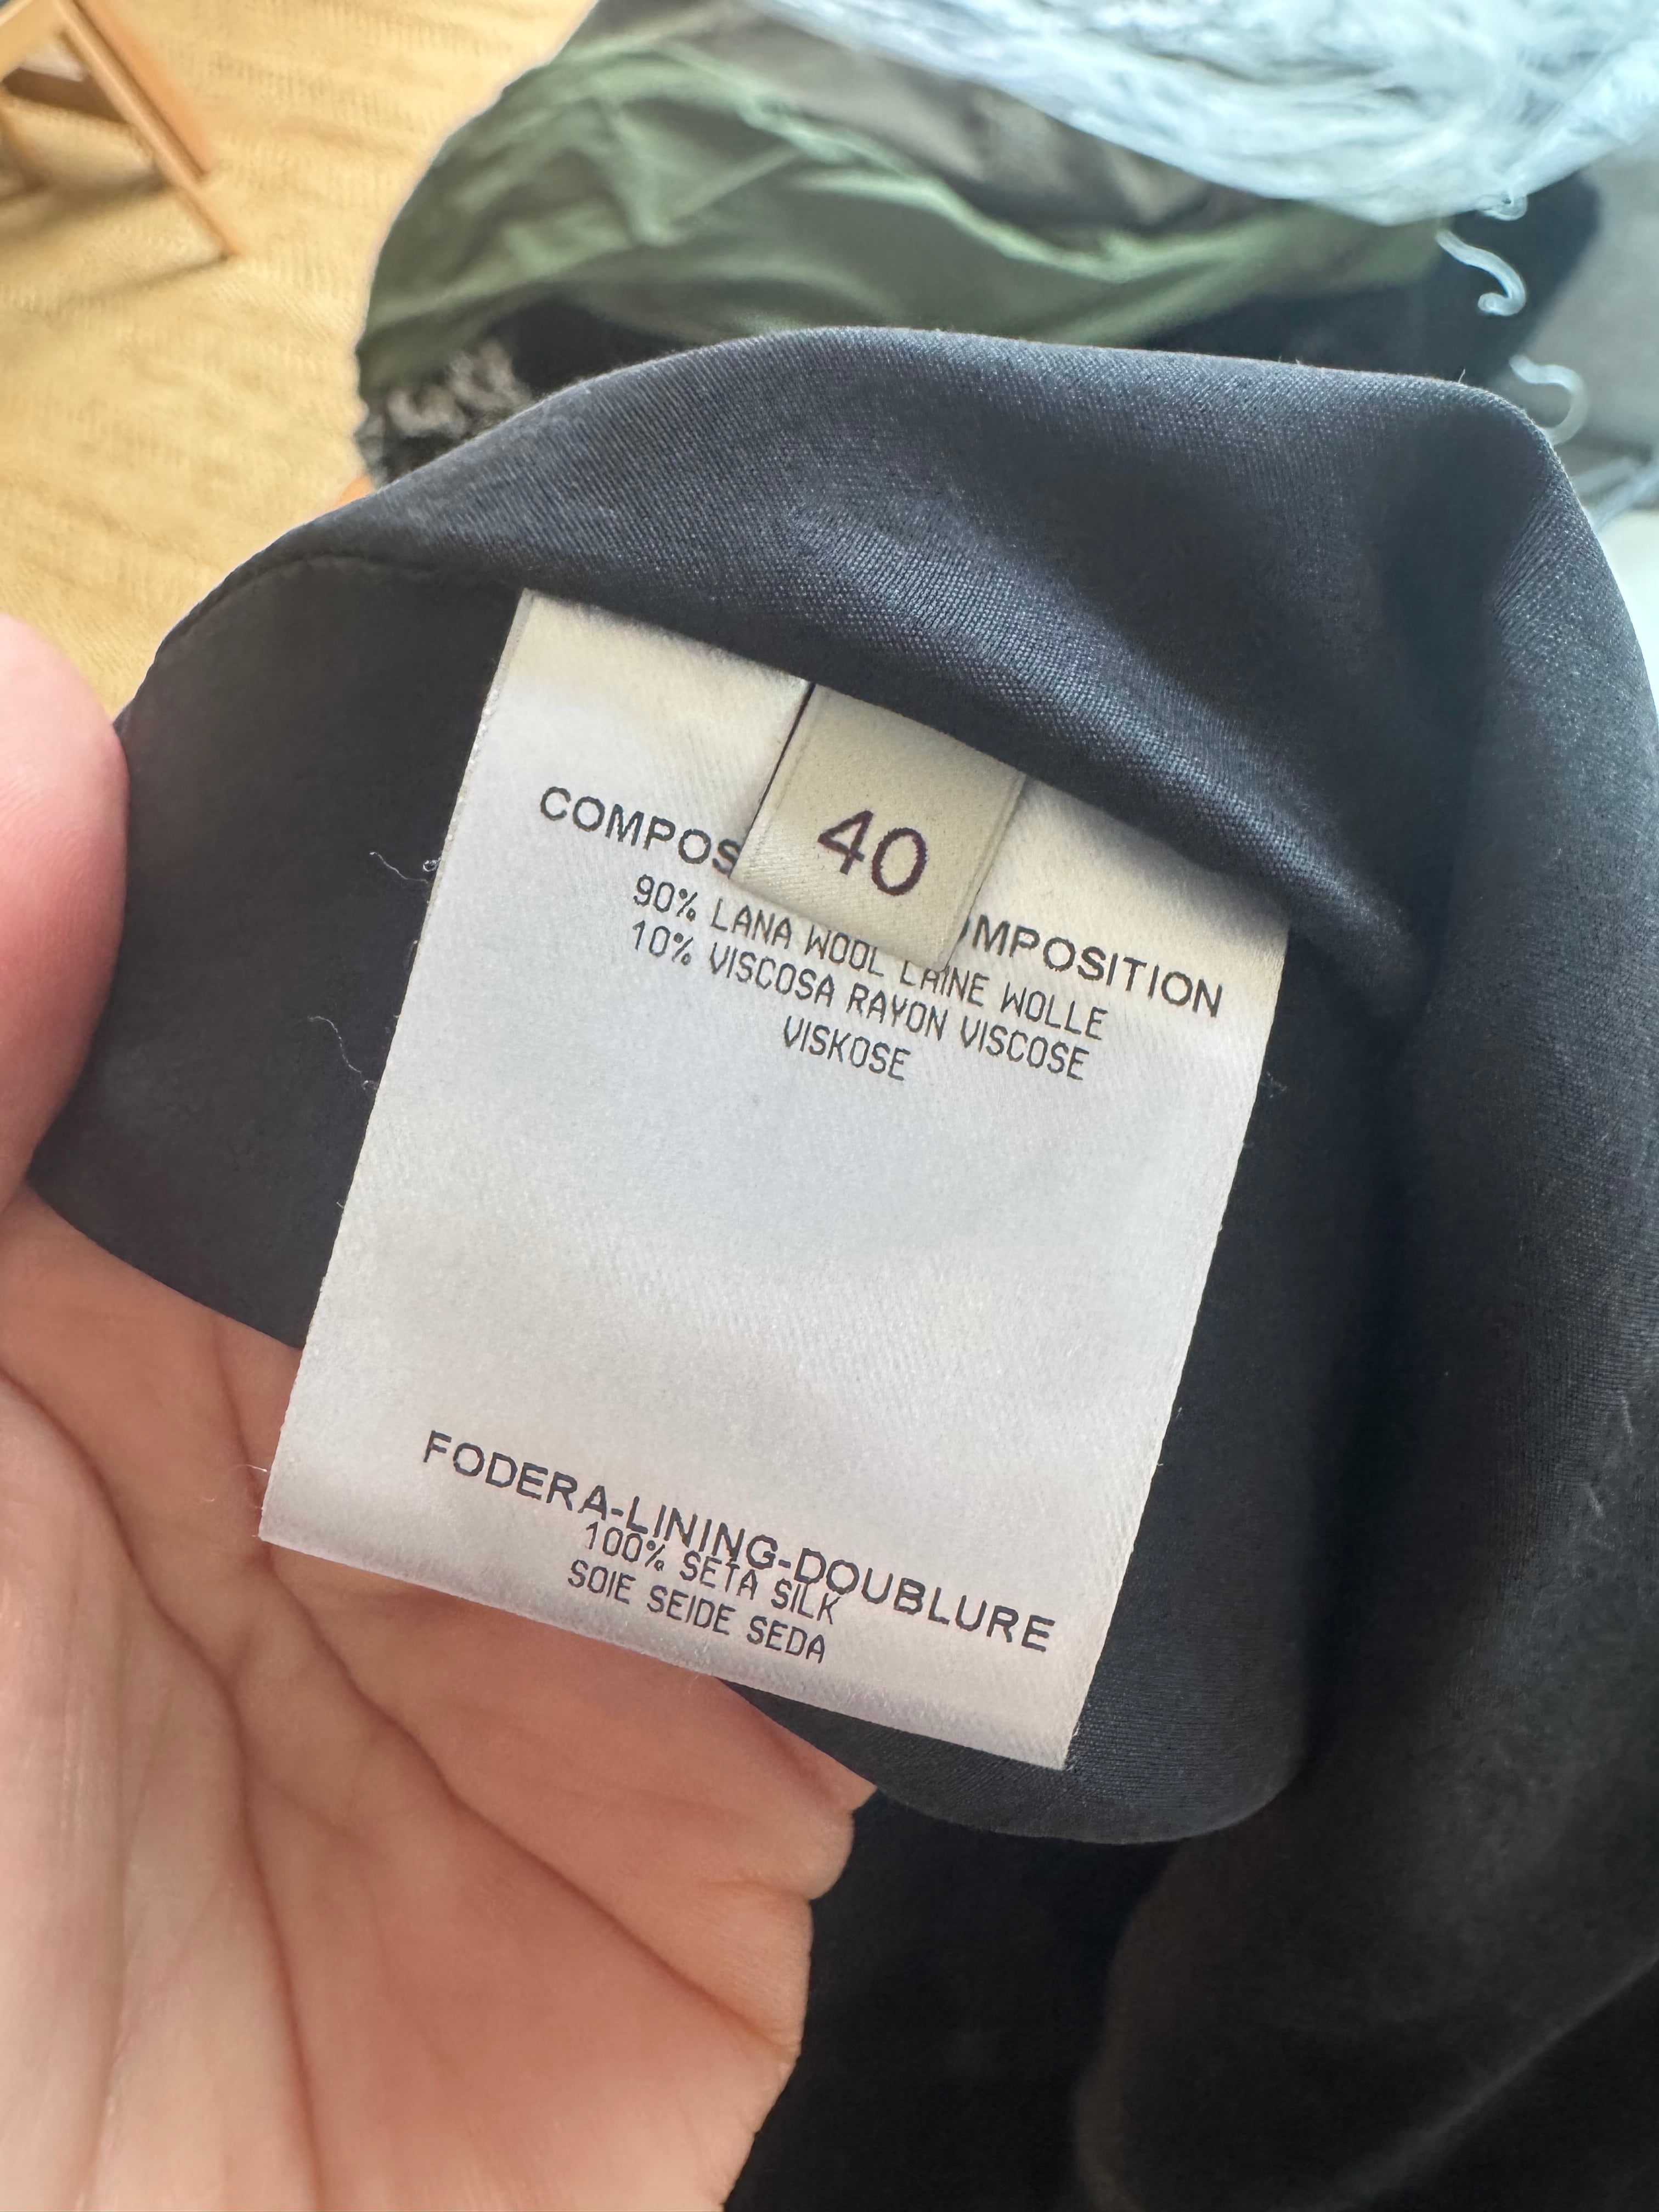 40
COMPOS OMPOSITION
90% LANA WOOL LAINE WOLLE
10% VISCOSA RAYON VISCOSE
VISKOSE
FODERA-LINING-DOUBLURE
100% SETA SILK
SOIE SEIDE SEDA